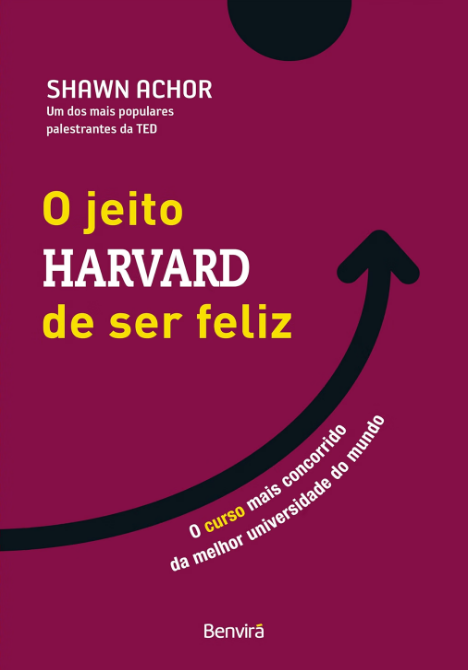 SHAWN ACHOR
Um dos mais populares
palestrantes da TED
O jeito
HARVARD
de ser feliz
O curso mais concorrido
da melhor universidade do mundo
Benvirá